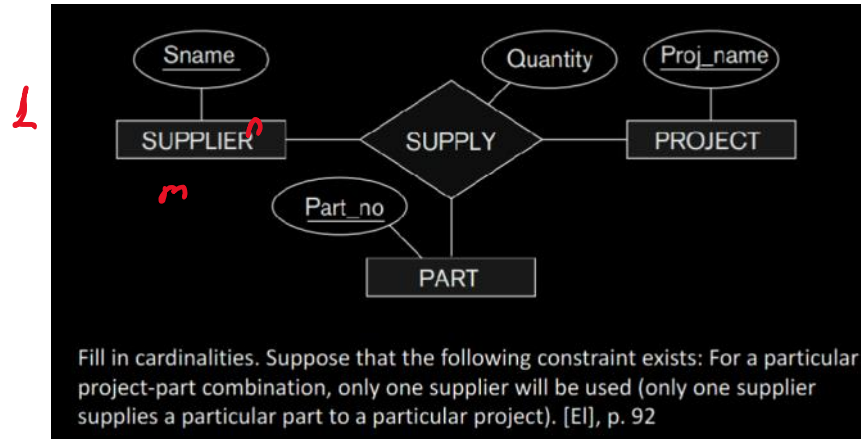 Sname
Quantity
Proj_name
1
SUPPLIER
n
SUPPLY
PROJECT
m
Part_no
PART
Fill in cardinalities. Suppose that the following constraint exists: For a particular
project-part combination, only one supplier will be used (only one supplier
supplies a particular part to a particular project). [El], p. 92